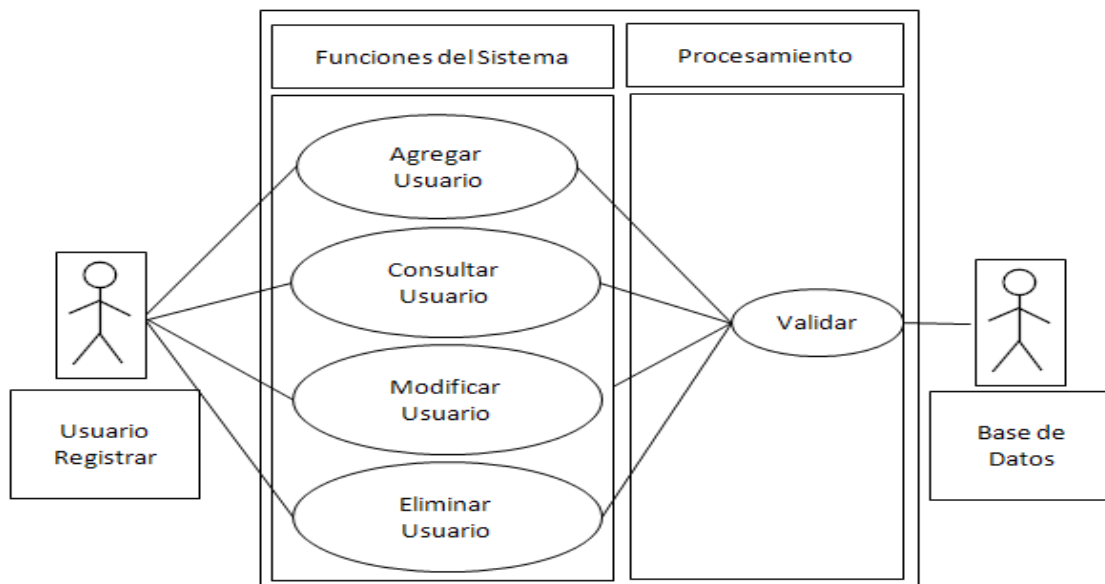 Funciones del Sistema
Procesamiento
Agregar
Usuario
Consultar
Usuario
Modificar
Usuario
Eliminar
Usuario
Validar
Usuario
Registrar
Base de
Datos